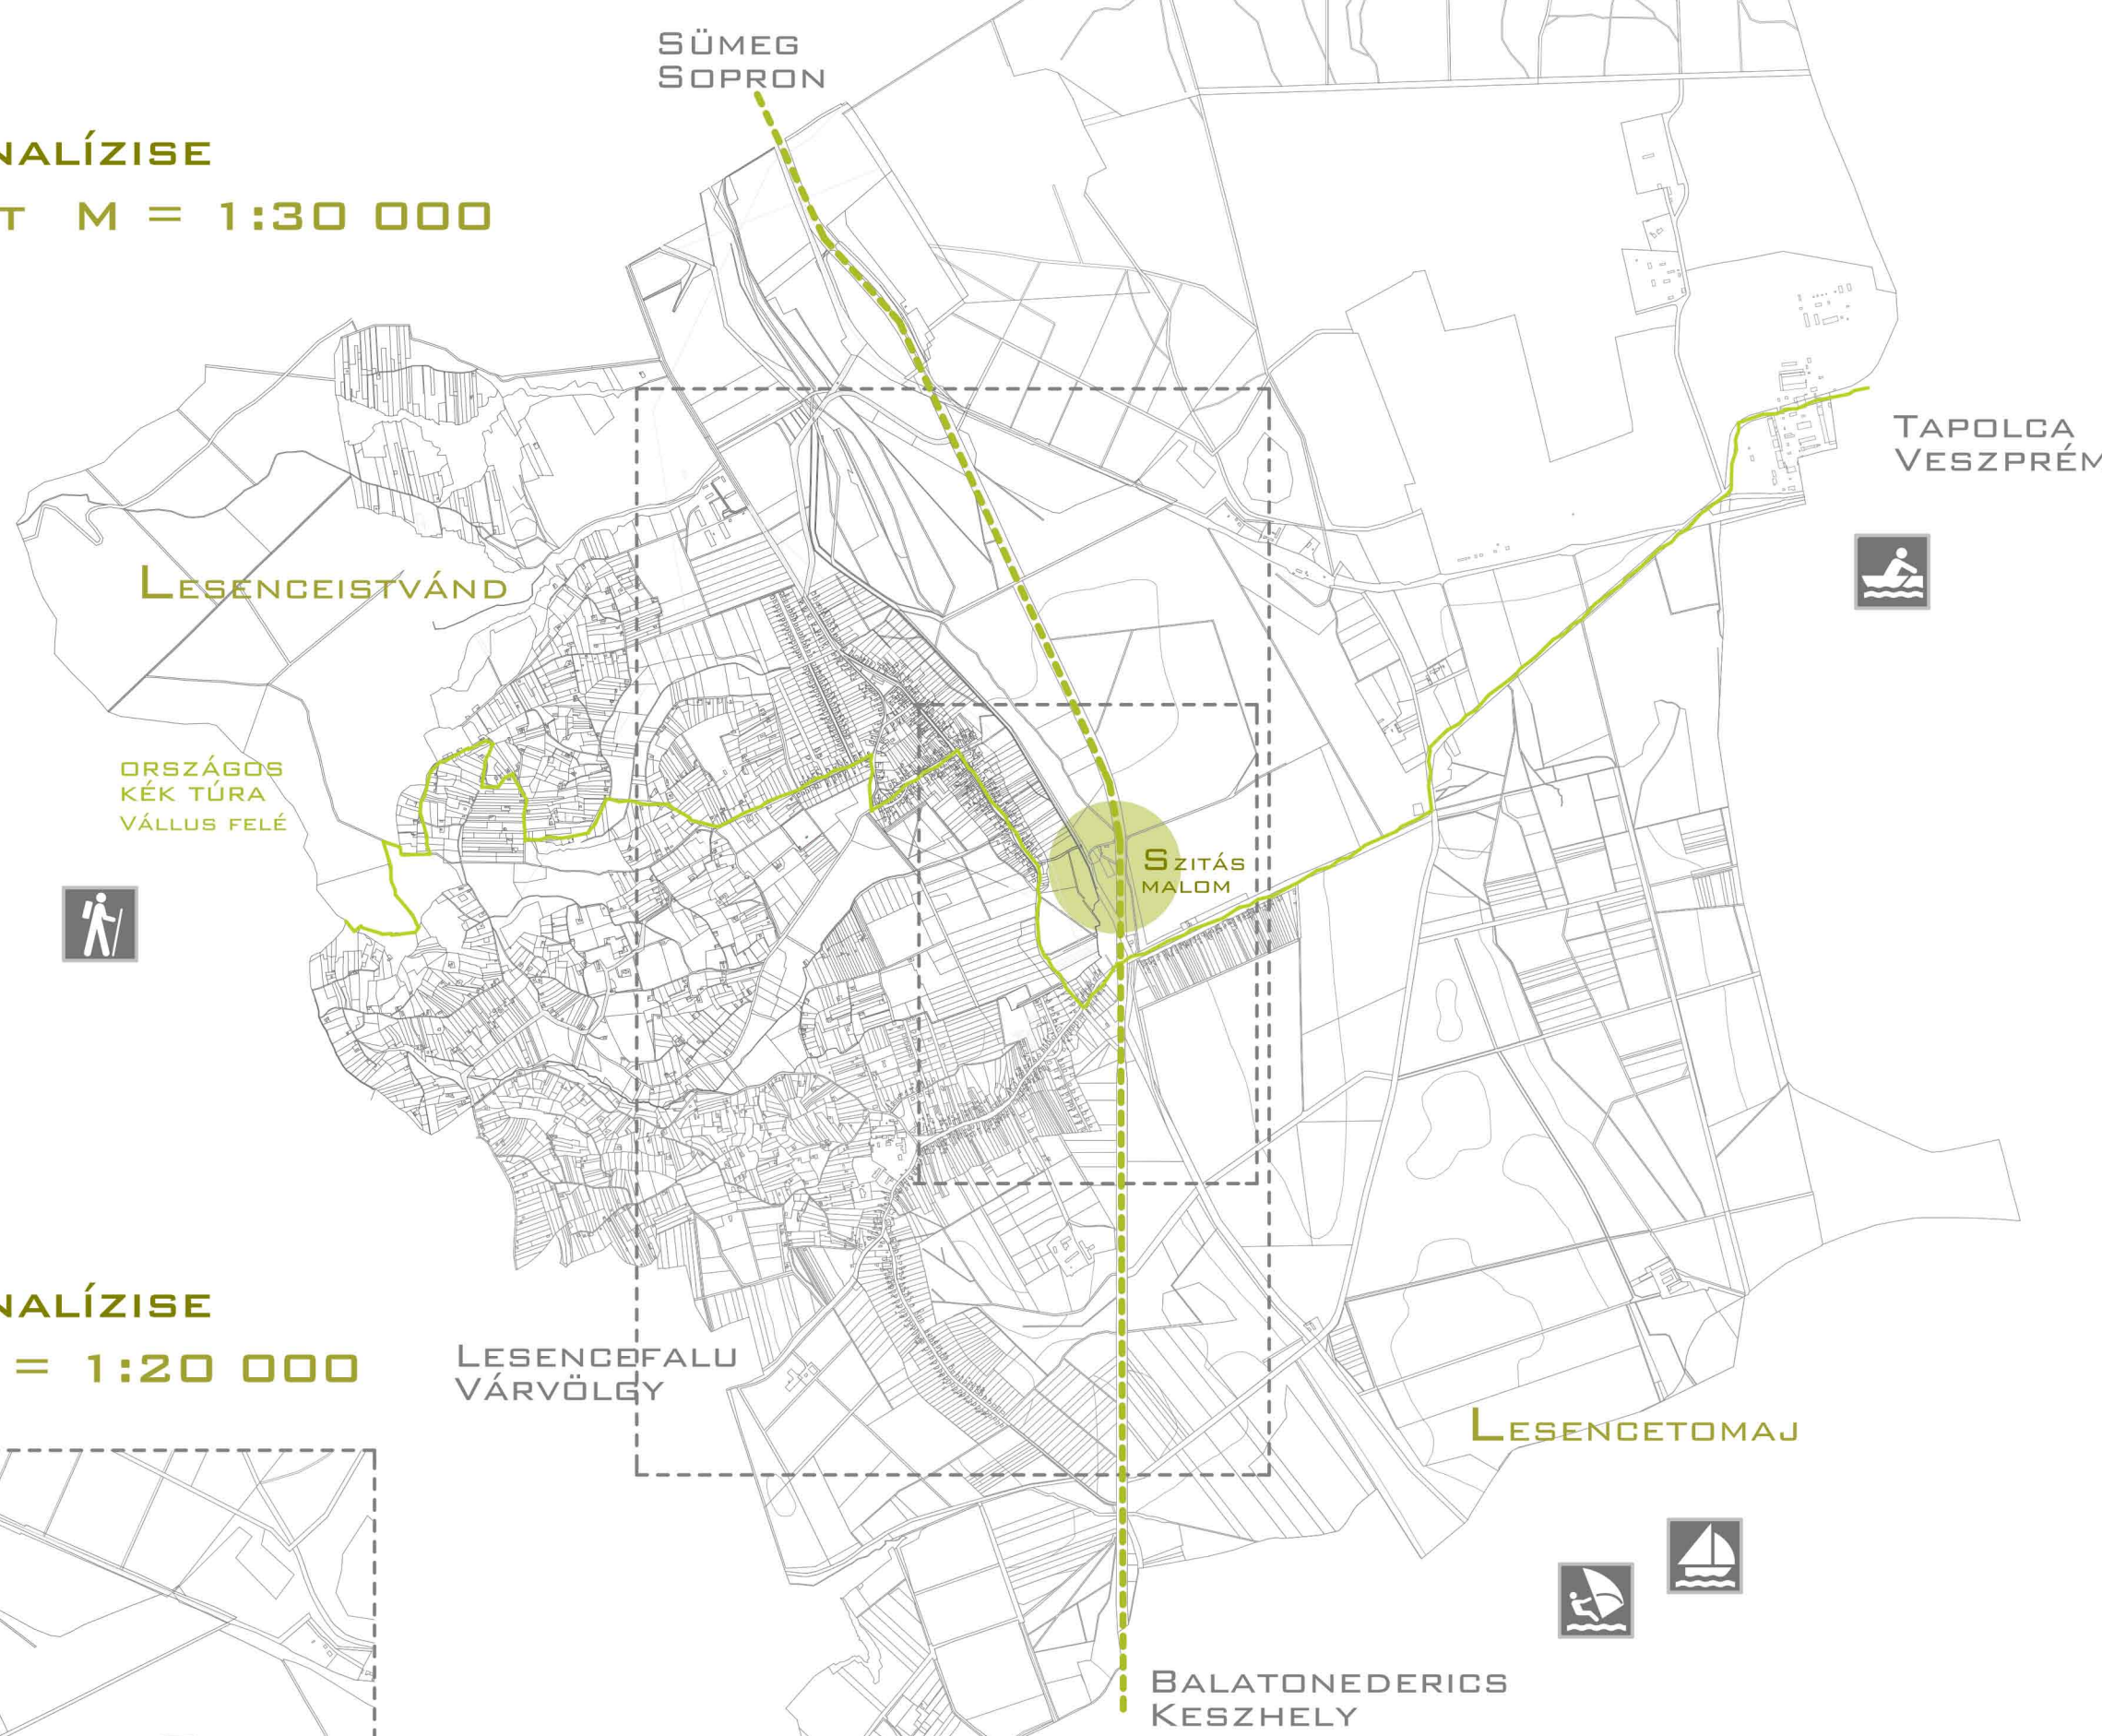 SÜMEG
SOPRON
NALÍZISE
T M = 1:30 000
TAPOLCA
VESZPRÉM
LESENCEISTVÁND
ORSZÁGOS
KÉK TÚRA
VÁLLUS FELÉ
SZITÁS
MALOM
NALÍZISE
= 1:20 000
LESENCEFALU
VÁRVÖLGY
LESENCETOMAJ
BALATONEDERICS
KESZHELY